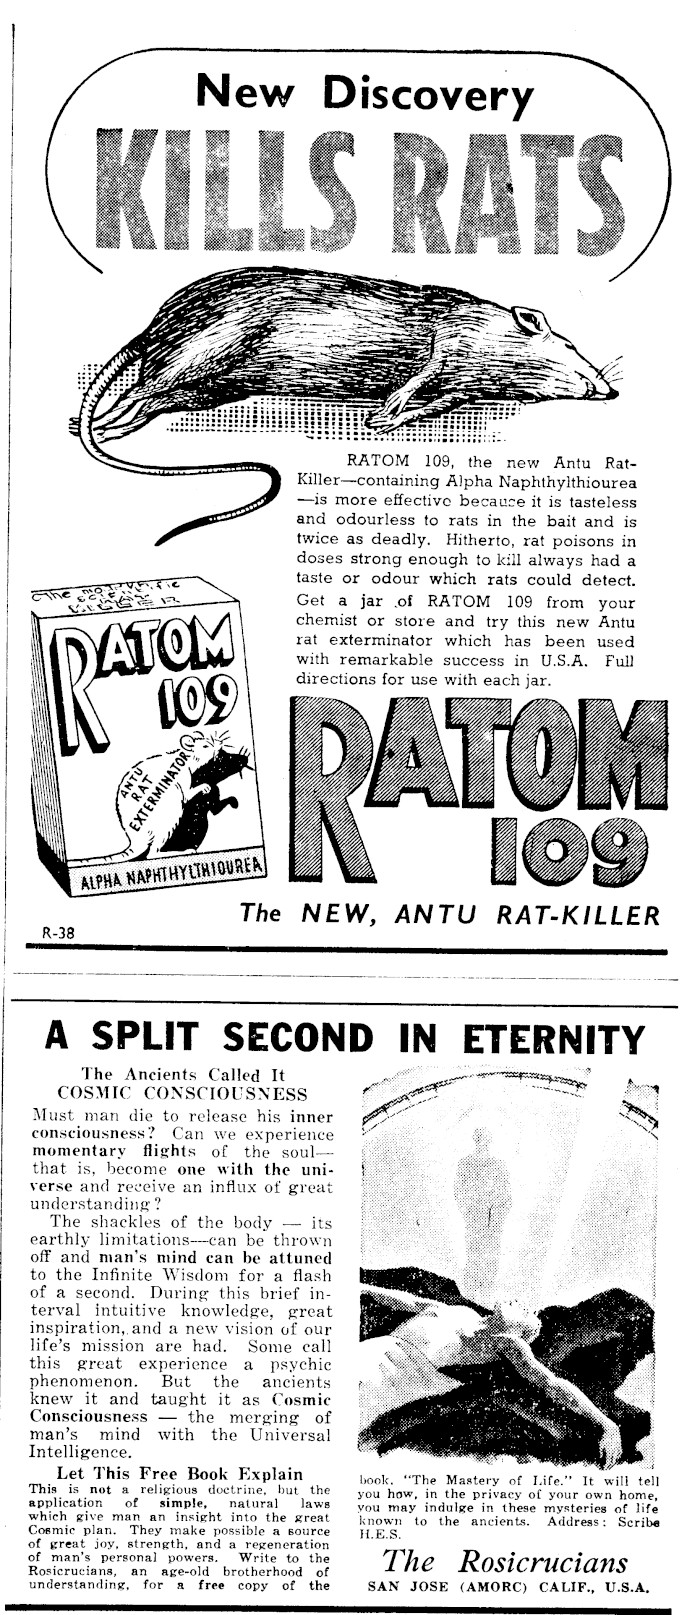 New Discovery
KILLS RATS
RATOM 109, the new Antu Rat-
Killer—containing Alpha Naphthylthiourea
—is more effective because it is tasteless
and odourless to rats in the bait and is
twice as deadly. Hitherto, rat poisons in
doses strong enough to kill always had a
taste or odour which rats could detect.
Get a jar of RATOM 109 from your
chemist or store and try this new Antu
rat exterminator which has been used
with remarkable success in U.S.A. Full
directions for use with each jar.
The
RATOM
109
ANTU
RAT
EXTERMINATOR
ALPHA NAPHTHYLTHIOUREA
RATOM
109
The NEW, ANTU RAT-KILLER
R-38
A SPLIT SECOND IN ETERNITY
The Ancients Called It
COSMIC CONSCIOUSNESS
Must man die to release his inner
consciousness? Can we experience
momentary flights of the soul—
that is, become one with the uni-
verse and receive an influx of great
understanding?
The shackles of the body — its
earthly limitations—can be thrown
off and man's mind can be attuned
to the Infinite Wisdom for a flash
of a second. During this brief in-
terval intuitive knowledge, great
inspiration, and a new vision of our
life's mission are had. Some call
this great experience a psychic
phenomenon. But the ancients
knew it and taught it as Cosmic
Consciousness — the merging of
man's mind with the Universal
Intelligence.
Let This Free Book Explain
This is not a religious doctrine, but the
application of simple, natural laws
which give man an insight into the great
Cosmic plan. They make possible a source
of great joy, strength, and a regeneration
of man's personal powers. Write to the
Rosicrucians, an age-old brotherhood of
understanding, for a free copy of the
book. "The Mastery of Life." It will tell
you how, in the privacy of your own home,
you may indulge in these mysteries of life
known to the ancients. Address: Scribe
H.E.S.
The Rosicrucians
SAN JOSE (AMORC) CALIF., U.S.A.